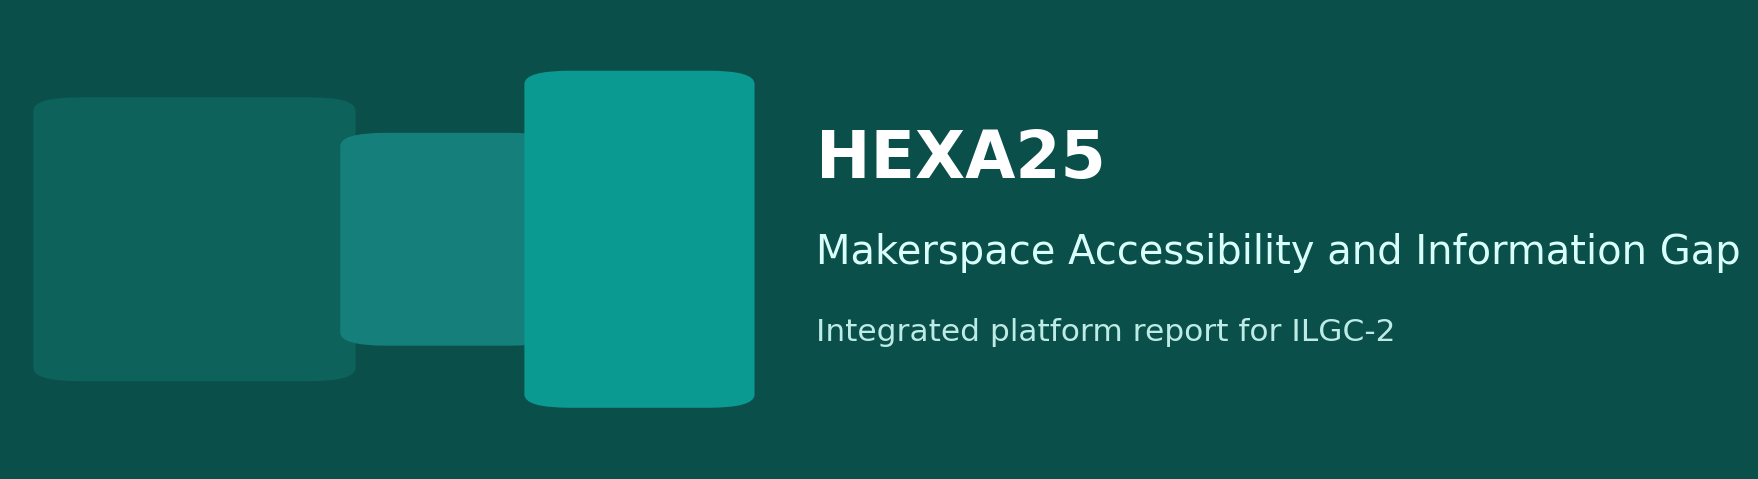 HEXA25
Makerspace Accessibility and Information Gap
Integrated platform report for ILGC-2